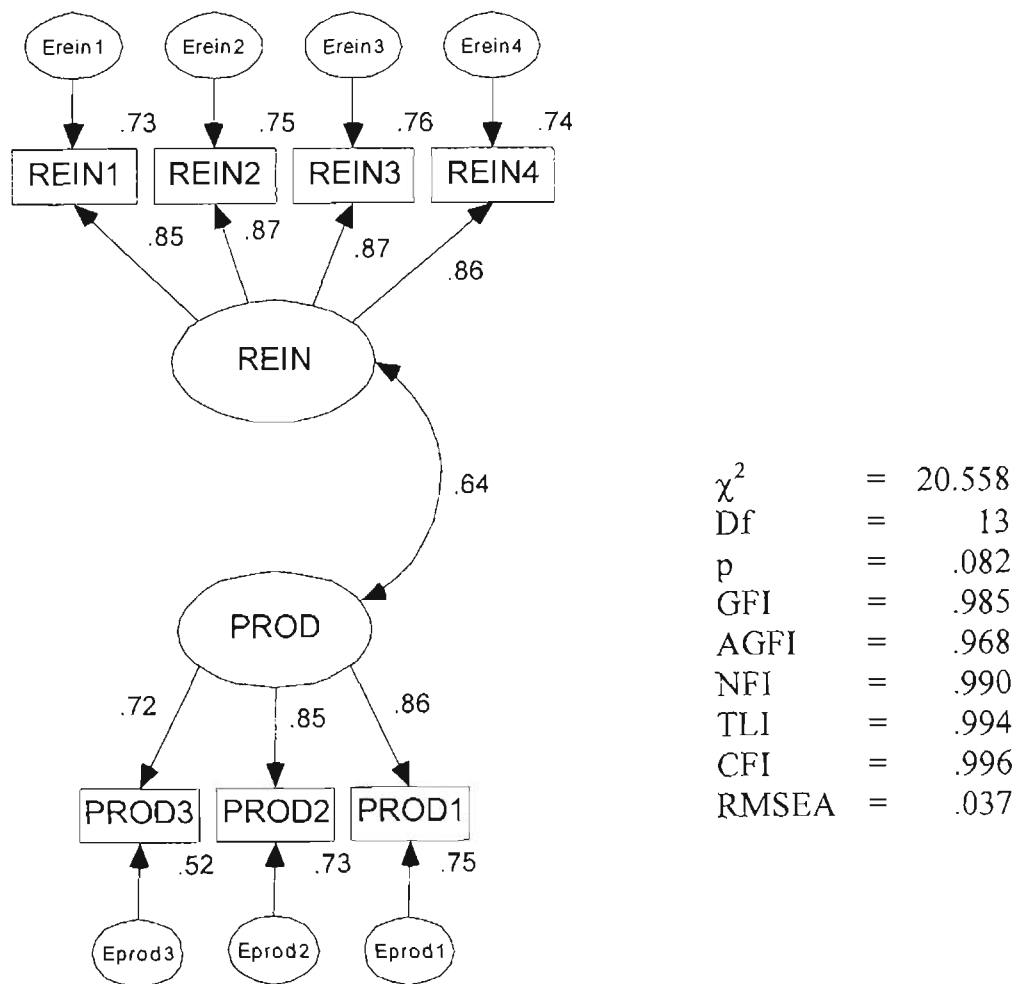 Erein1 Erein2 Erein3 Erein4
.73 .75 .76 .74
REIN1 REIN2 REIN3 REIN4
.85 .87 .87 .86
REIN
.64
PROD
.72 .85 .86
PROD3 PROD2 PROD1
.52 .73 .75
Eprod3 Eprod2 Eprod1
χ² = 20.558
Df = 13
p = .082
GFI = .985
AGFI = .968
NFI = .990
TLI = .994
CFI = .996
RMSEA = .037